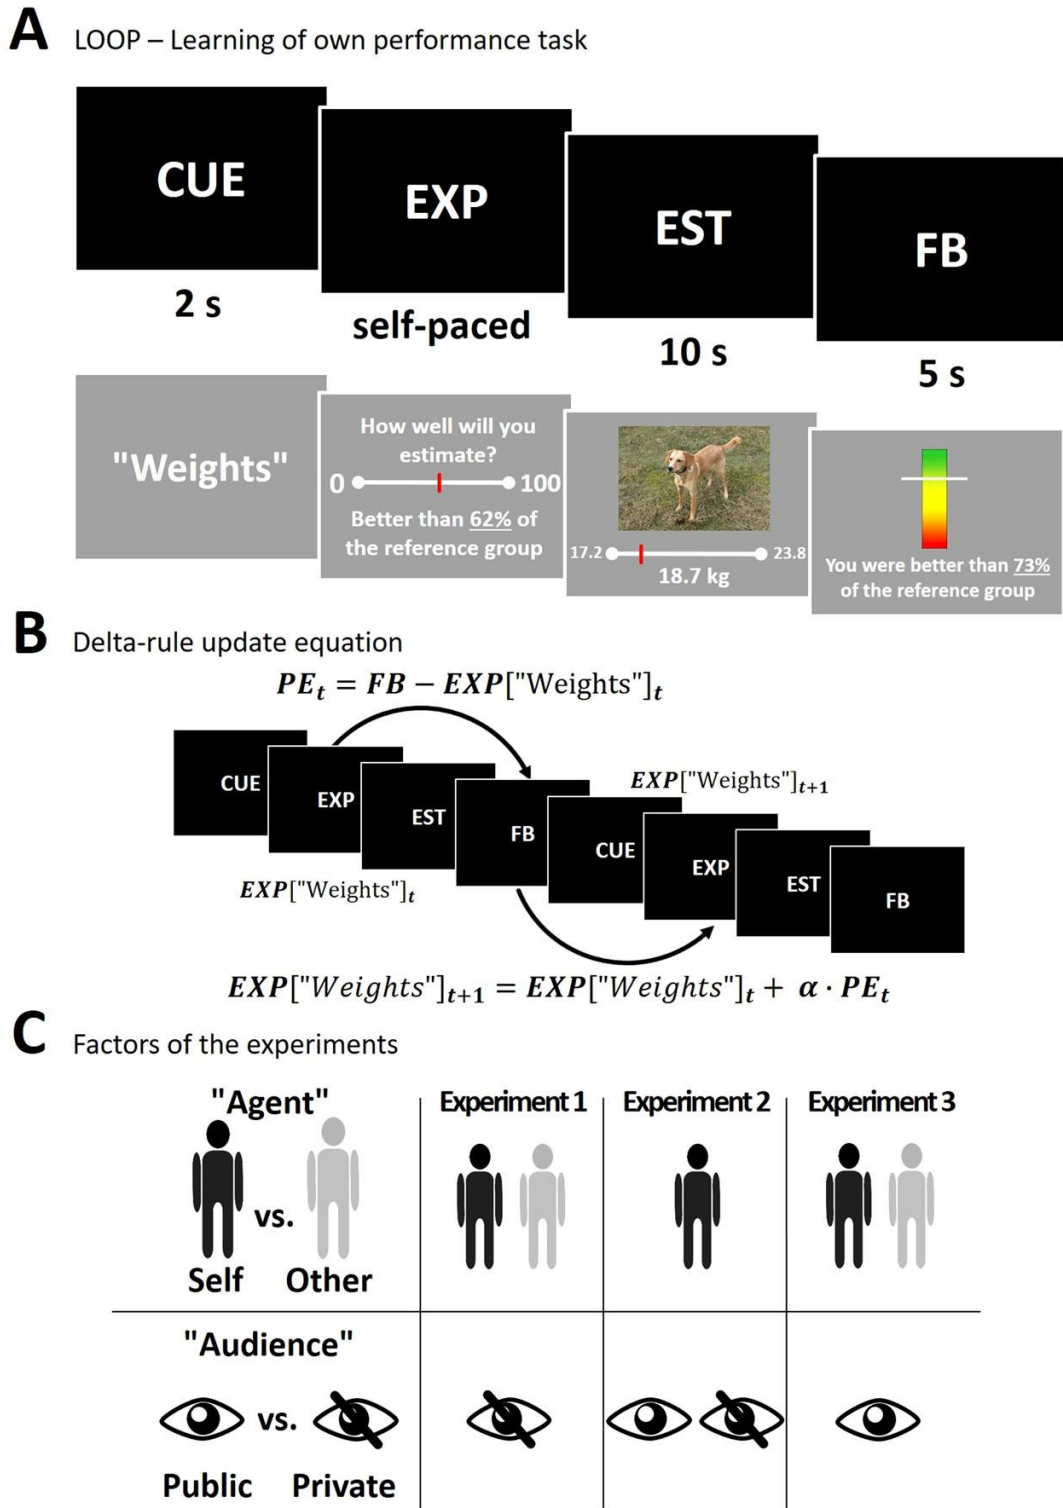 A LOOP – Learning of own performance task
CUE
EXP
EST
FB
2 s
self-paced
10 s
5 s
"Weights"
How well will you
estimate?
0 100
Better than 62% of
the reference group
17.2 23.8
18.7 kg
You were better than 73%
of the reference group
B Delta-rule update equation
PEₜ = FB − EXP["Weights"]ₜ
CUE
EXP
EST
FB
CUE
EXP
EST
FB
EXP["Weights"]ₜ₊₁
EXP["Weights"]ₜ
EXP["Weights"]ₜ₊₁ = EXP["Weights"]ₜ + α · PEₜ
C Factors of the experiments
"Agent" Experiment 1 Experiment 2 Experiment 3
vs.
Self Other
"Audience"
vs.
Public Private